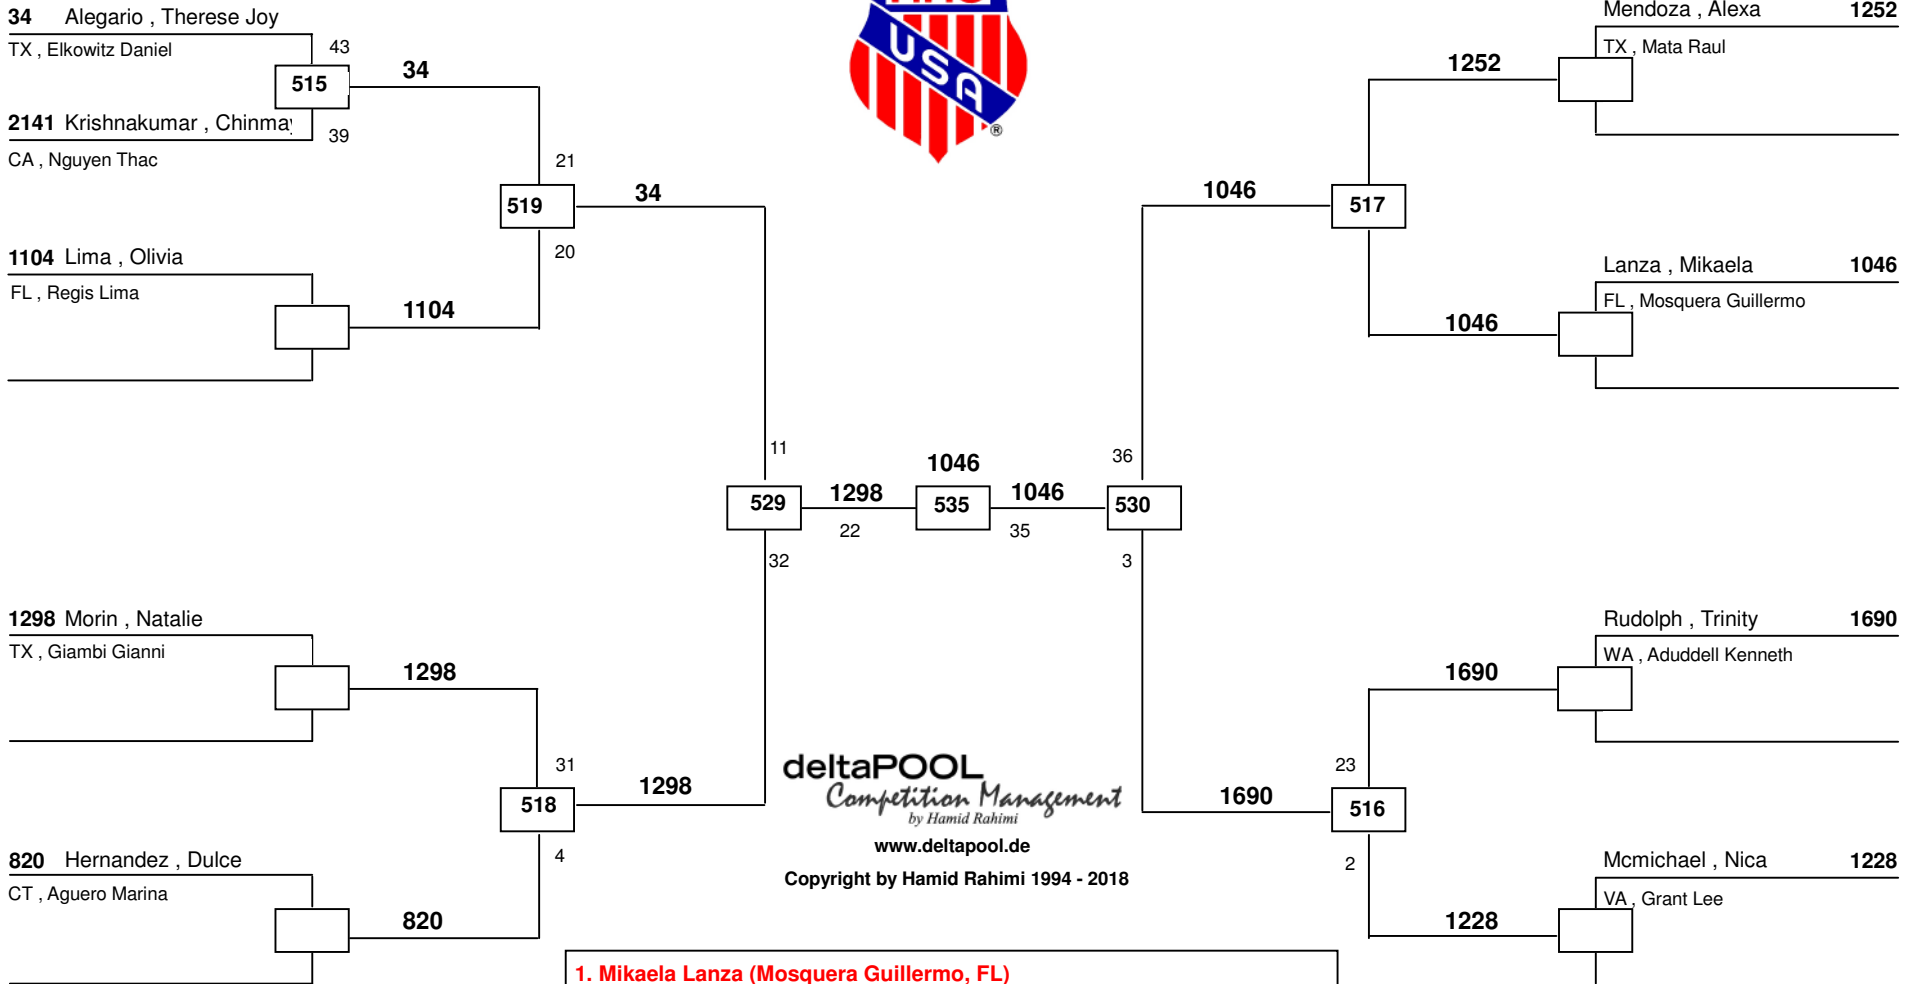 34 Alegario , Therese Joy
TX , Elkowitz Daniel
43
515
34
2141 Krishnakumar , Chinmay
39
CA , Nguyen Thac
21
519
34
20
1104 Lima , Olivia
FL , Regis Lima
1104
11
529
1298
22
32
1046
535
1046
35
36
530
3
1298 Morin , Natalie
TX , Giambi Gianni
1298
31
518
1298
4
820 Hernandez , Dulce
CT , Aguero Marina
820
USA
®
Mendoza , Alexa 1252
TX , Mata Raul
1252
1046
517
Lanza , Mikaela 1046
FL , Mosquera Guillermo
1046
Rudolph , Trinity 1690
WA , Aduddell Kenneth
1690
23
1690
516
2
Mcmichael , Nica 1228
VA , Grant Lee
1228
deltaPOOL
Competition Management
by Hamid Rahimi
www.deltapool.de
Copyright by Hamid Rahimi 1994 - 2018
1. Mikaela Lanza (Mosquera Guillermo, FL)